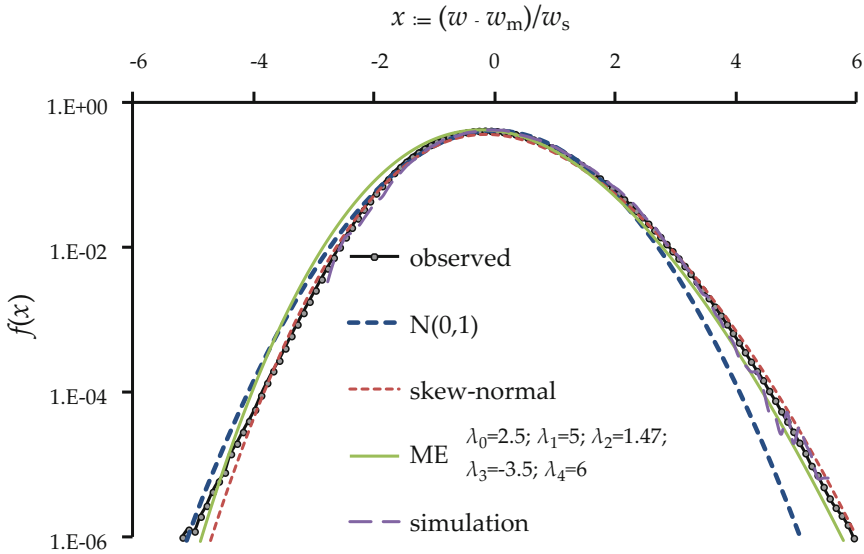 x := (w - wm)/ws
-6 -4 -2 0 2 4 6
1.E+00
1.E-02
1.E-04
1.E-06
f(x)
observed
N(0,1)
skew-normal
ME λ0=2.5; λ1=5; λ2=1.47;
λ3=-3.5; λ4=6
simulation